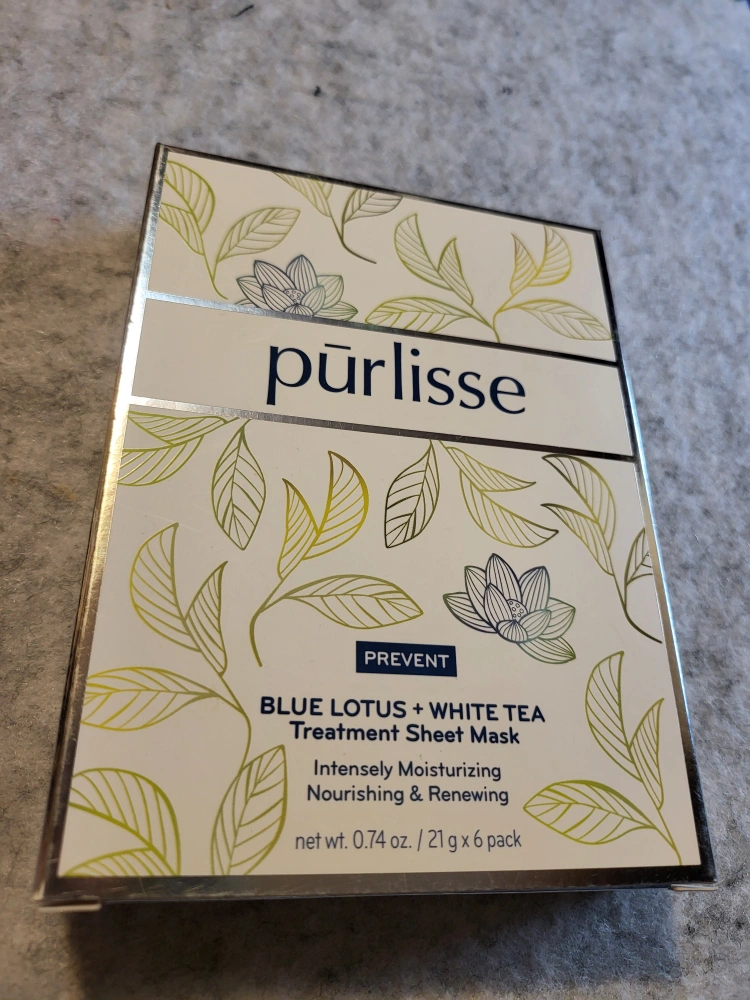 pūrlisse
PREVENT
BLUE LOTUS + WHITE TEA
Treatment Sheet Mask
Intensely Moisturizing
Nourishing & Renewing
net wt. 0.74 oz. / 21 g x 6 pack